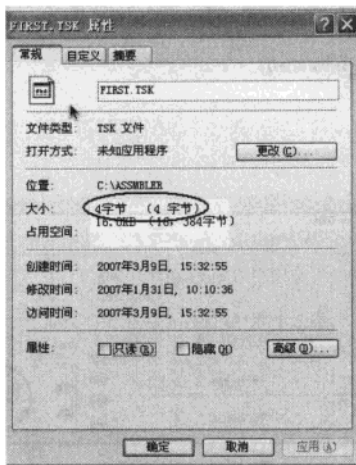 FIRST.TSK 属性
常规 自定义 摘要
FIRST.TSK
文件类型: TSK 文件
打开方式: 未知应用程序 更改(C)...
位置: C:\ASSMBLER
大小: 4字节 (4 字节)
占用空间: 16.0KB (16, 384字节)
创建时间: 2007年3月9日, 15:32:55
修改时间: 2007年1月31日, 10:10:36
访问时间: 2007年3月9日, 15:32:55
属性: 只读(R) 隐藏(H) 高级(D)...
确定 取消 应用(A)